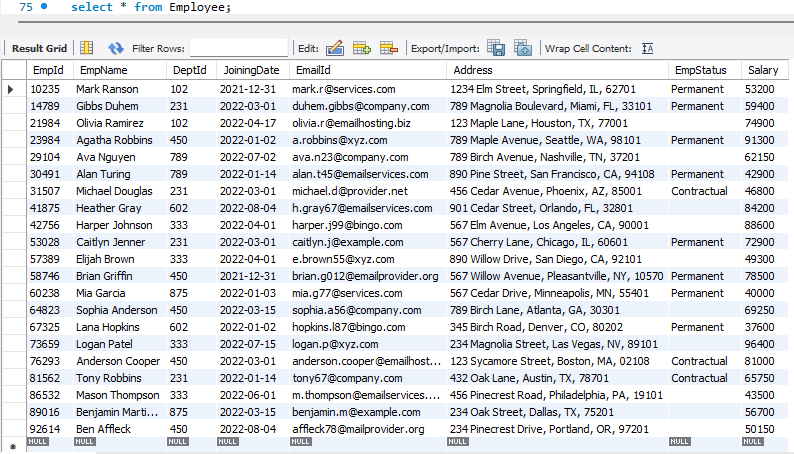 75 select * from Employee;
Result Grid Filter Rows: Edit: Export/Import: Wrap Cell Content:
EmpId EmpName DeptId JoiningDate EmailId Address EmpStatus Salary
10235 Mark Ranson 102 2021-12-31 mark.r@services.com 1234 Elm Street, Springfield, IL, 62701 Permanent 53200
14789 Gibbs Duhem 231 2022-03-01 duhem.gibbs@company.com 789 Magnolia Boulevard, Miami, FL, 33101 Permanent 59400
21984 Olivia Ramirez 102 2022-04-17 olivia.r@emailhosting.biz 123 Maple Lane, Houston, TX, 77001 74900
23984 Agatha Robbins 450 2022-01-02 a.robbins@xyz.com 789 Maple Avenue, Seattle, WA, 98101 Permanent 91300
29104 Ava Nguyen 789 2022-07-02 ava.n23@company.com 789 Birch Avenue, Nashville, TN, 37201 62150
30491 Alan Turing 789 2022-01-14 alan.t45@emailservices.com 890 Pine Street, San Francisco, CA, 94108 Permanent 42900
31507 Michael Douglas 231 2022-03-01 michael.d@provider.net 456 Cedar Avenue, Phoenix, AZ, 85001 Contractual 46800
41875 Heather Gray 602 2022-08-04 h.gray67@emailservices.com 901 Cedar Street, Orlando, FL, 32801 84200
42756 Harper Johnson 333 2022-04-01 harper.j99@bingo.com 567 Elm Avenue, Los Angeles, CA, 90001 88600
53028 Caitlyn Jenner 231 2022-03-01 caitlyn.j@example.com 567 Cherry Lane, Chicago, IL, 60601 Permanent 72900
57389 Elijah Brown 333 2022-04-01 e.brown55@xyz.com 890 Willow Drive, San Diego, CA, 92101 49300
58746 Brian Griffin 450 2021-12-31 brian.g012@emailprovider.org 567 Willow Avenue, Pleasantville, NY, 10570 Permanent 78500
60238 Mia Garcia 875 2022-01-03 mia.g77@services.com 567 Cedar Drive, Minneapolis, MN, 55401 Permanent 40000
64823 Sophia Anderson 450 2022-03-15 sophia.a56@company.com 789 Birch Lane, Atlanta, GA, 30301 69250
67325 Lana Hopkins 602 2022-01-02 hopkins.l87@bingo.com 345 Birch Road, Denver, CO, 80202 Permanent 37600
73659 Logan Patel 333 2022-07-15 logan.p@xyz.com 234 Magnolia Street, Las Vegas, NV, 89101 96400
76293 Anderson Cooper 450 2022-03-01 anderson.cooper@emailhost... 123 Sycamore Street, Boston, MA, 02108 Contractual 81000
81562 Tony Robbins 231 2022-01-14 tony67@company.com 432 Oak Lane, Austin, TX, 78701 Contractual 65750
86532 Mason Thompson 333 2022-06-01 m.thompson@emailservices.... 456 Pinecrest Road, Philadelphia, PA, 19101 43500
89016 Benjamin Marti... 875 2022-03-15 benjamin.m@example.com 234 Oak Street, Dallas, TX, 75201 56700
92614 Ben Affleck 450 2022-08-04 affleck78@mailprovider.org 234 Pinecrest Drive, Portland, OR, 97201 50150
NULL NULL NULL NULL NULL NULL NULL NULL